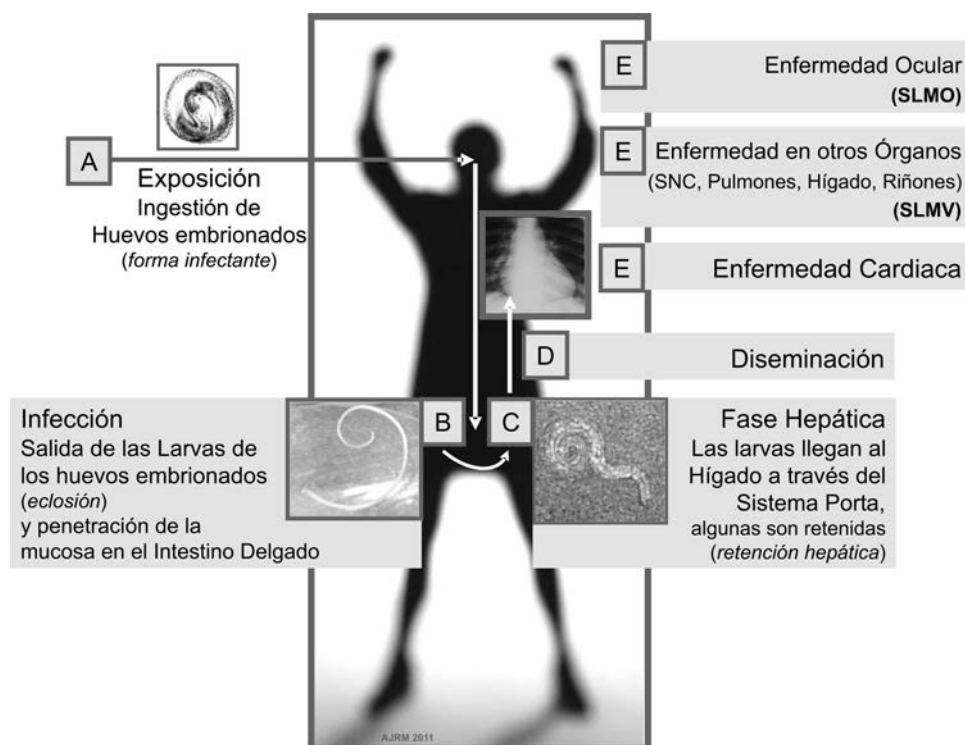 A
Exposición
Ingestión de
Huevos embrionados
(forma infectante)
E
Enfermedad Ocular
(SLMO)
E
Enfermedad en otros Órganos
(SNC, Pulmones, Hígado, Riñones)
(SLMV)
E
Enfermedad Cardiaca
D
Diseminación
B
Infección
Salida de las Larvas de
los huevos embrionados
(eclosión)
y penetración de la
mucosa en el Intestino Delgado
C
Fase Hepática
Las larvas llegan al
Hígado a través del
Sistema Porta,
algunas son retenidas
(retención hepática)
AJRM 2011